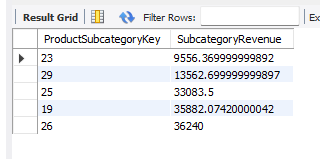 Result Grid Filter Rows: Ex
ProductSubcategoryKey SubcategoryRevenue
23 9556.369999999892
29 13562.699999999897
25 33083.5
19 35882.07420000042
26 36240